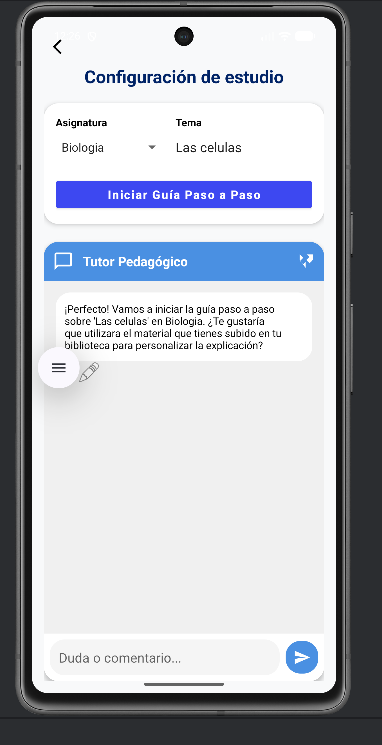 Configuración de estudio
Asignatura
Tema
Biologia
Las celulas
Iniciar Guía Paso a Paso
Tutor Pedagógico
¡Perfecto! Vamos a iniciar la guía paso a paso
sobre 'Las celulas' en Biologia. ¿Te gustaría
que utilizara el material que tienes subido en tu
biblioteca para personalizar la explicación?
Duda o comentario...